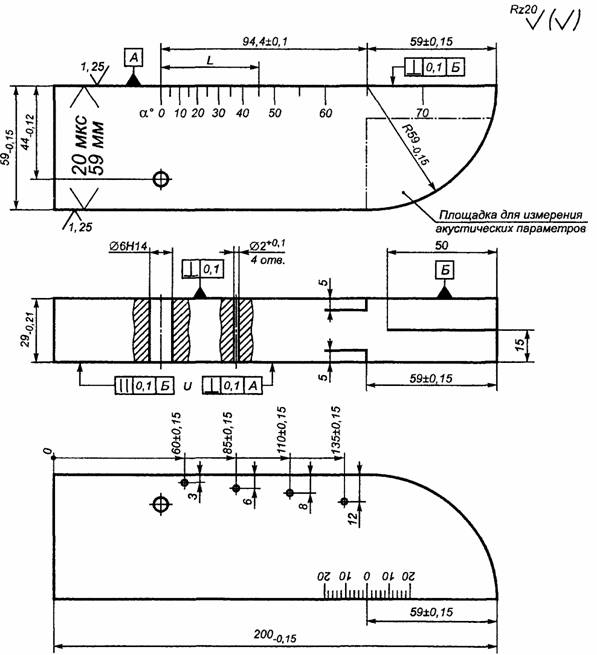 Rz20
94,4±0,1
59±0,15
1,25
А
L
⊥ 0,1 Б
α° 0 10 20 30 40 50 60 70
59-0,15
44-0,12
20 мкс
59 мм
R59-0,15
1,25
Площадка для измерения
акустических параметров
Ø6H14
⊥ 0,1
Ø2+0,1
4 отв.
50
Б
5
29-0,21
15
5
|| 0,1 Б и ⊥ 0,1 А
59±0,15
0
60±0,15
85±0,15
110±0,15
135±0,15
3
6
8
12
20 10 0 10 20
59±0,15
200-0,15